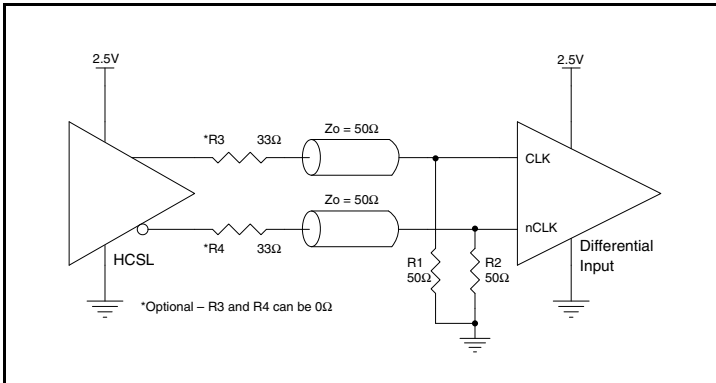 2.5V
2.5V
*R3 33Ω
Zo = 50Ω
CLK
Zo = 50Ω
nCLK
*R4 33Ω
HCSL
R1
50Ω
R2
50Ω
Differential
Input
*Optional – R3 and R4 can be 0Ω